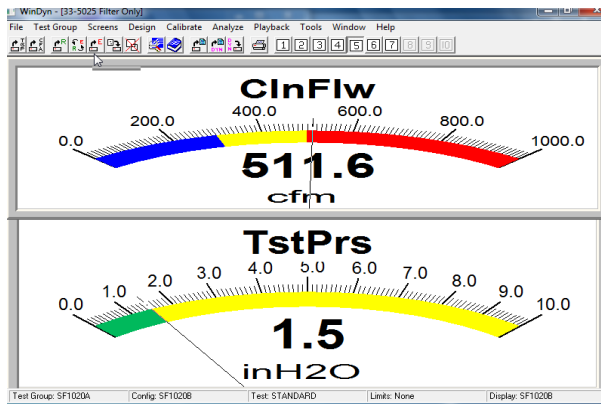 WinDyn - [33-5025 Filter Only]
File Test Group Screens Design Calibrate Analyze Playback Tools Window Help
1 2 3 4 5 6 7 8 9 10
ClnFlw
0.0 200.0 400.0 600.0 800.0 1000.0
511.6
cfm
TstPrs
0.0 1.0 2.0 3.0 4.0 5.0 6.0 7.0 8.0 9.0 10.0
1.5
inH2O
Test Group: SF1020A Config: SF1020B Test: STANDARD Limits: None Display: SF1020B